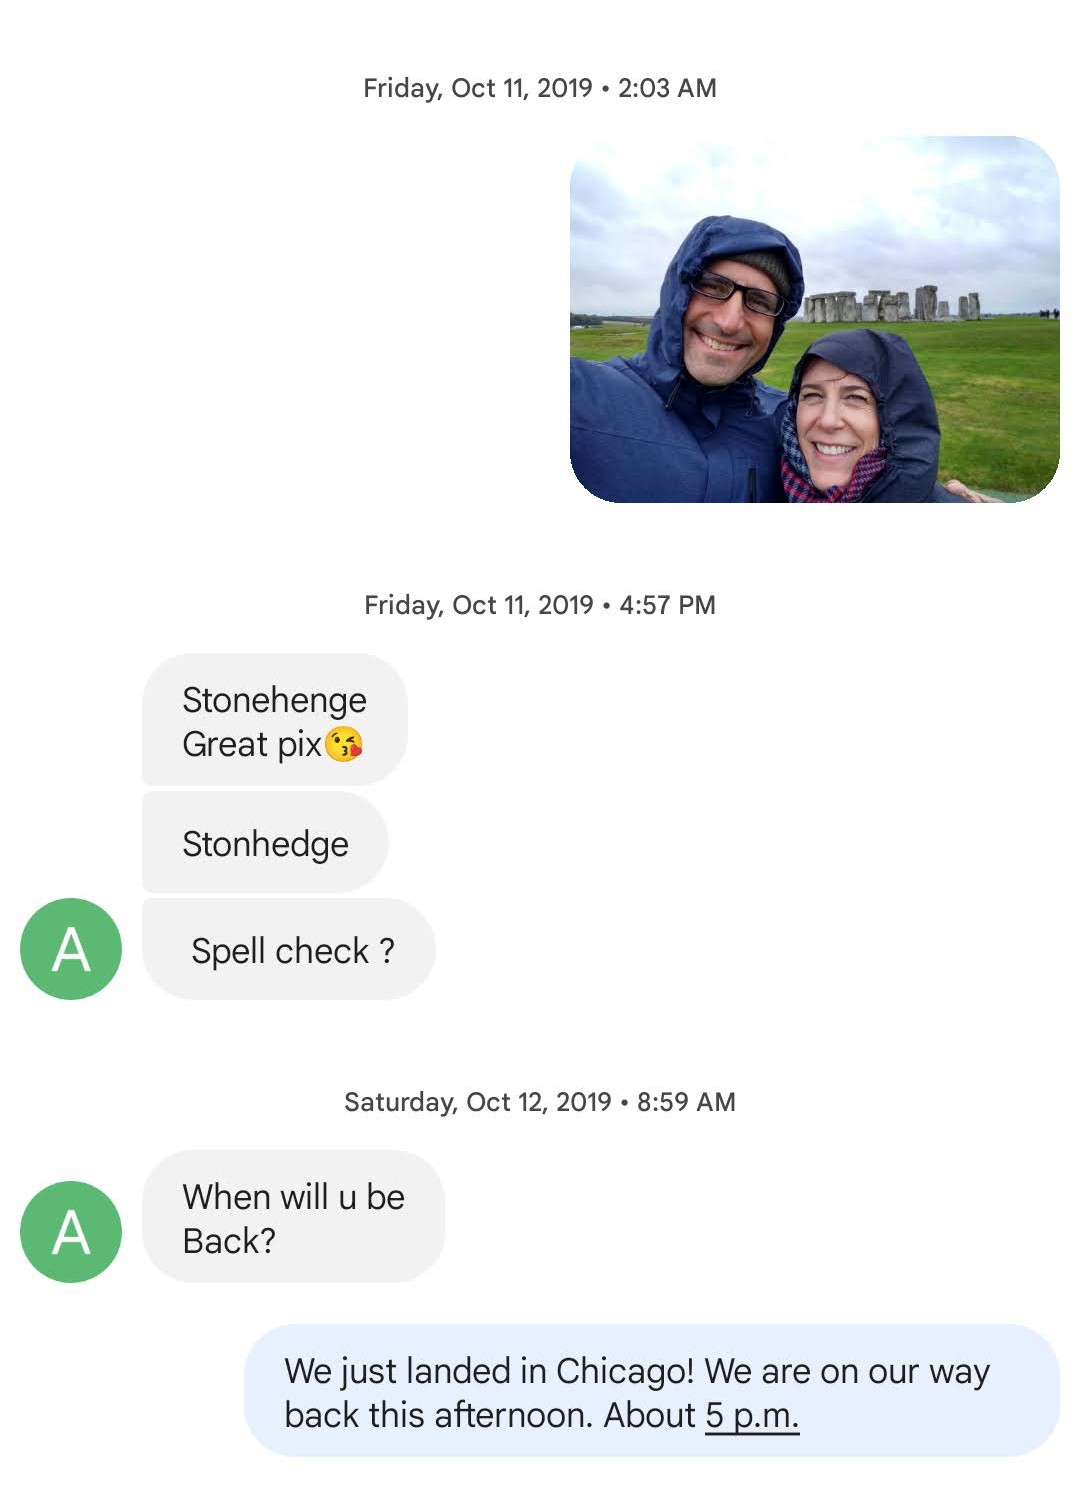 Friday, Oct 11, 2019 • 2:03 AM
Friday, Oct 11, 2019 • 4:57 PM
Stonehenge
Great pix😘
Stonhedge
A
Spell check ?
Saturday, Oct 12, 2019 • 8:59 AM
A
When will u be
Back?
We just landed in Chicago! We are on our way
back this afternoon. About 5 p.m.